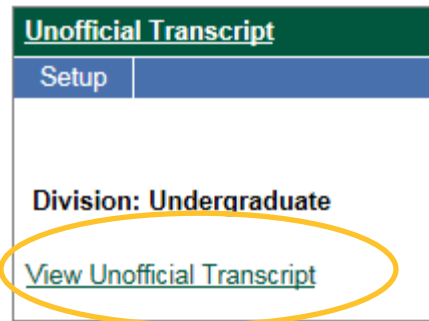 Unofficial Transcript
Setup
Division: Undergraduate
View Unofficial Transcript